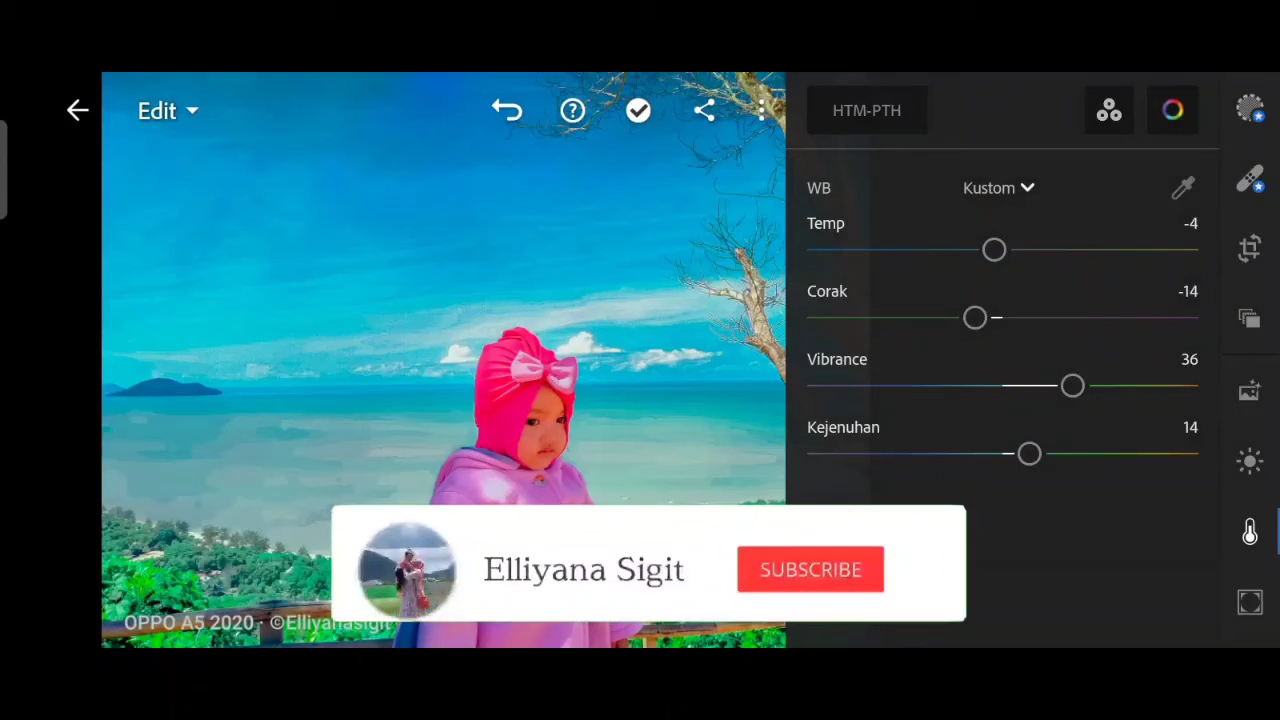 Edit
HTM-PTH
WB Kustom
Temp -4
Corak -14
Vibrance 36
Kejenuhan 14
Elliyana Sigit SUBSCRIBE
OPPO A5 2020 · ©Elliyanasigit